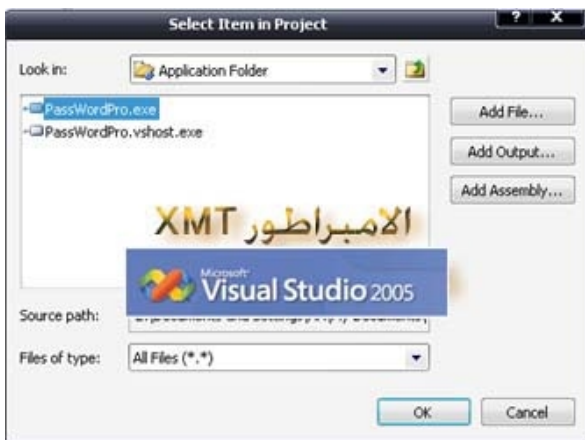 Select Item in Project
? X
Look in:
Application Folder
PassWordPro.exe
PassWordPro.vshost.exe
Add File...
Add Output...
Add Assembly...
الامبراطور XMT
Microsoft
Visual Studio 2005
Source path:
Files of type:
All Files (*.*)
OK
Cancel